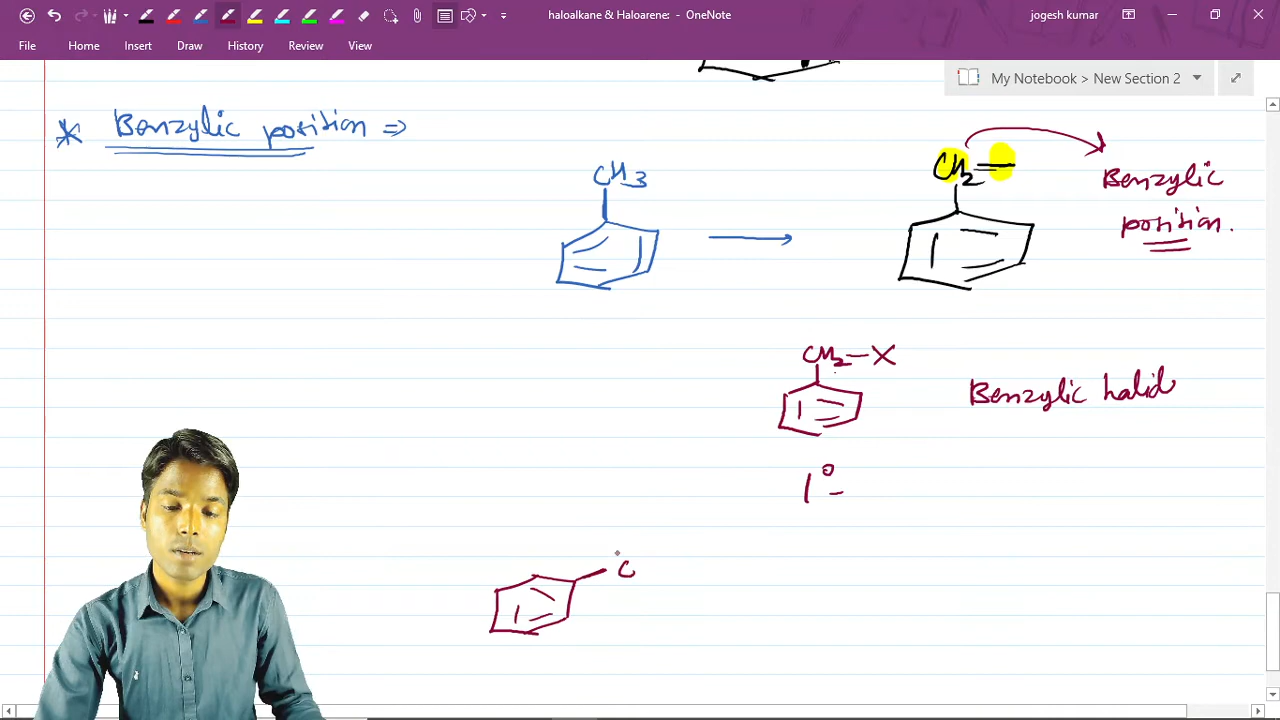 haloalkane & Haloarene: - OneNote
jogesh kumar
File Home Insert Draw History Review View
My Notebook > New Section 2
* Benzylic position ⇒
CH3
CH2
Benzylic
position.
CH2-X
Benzylic halid
1°-
C